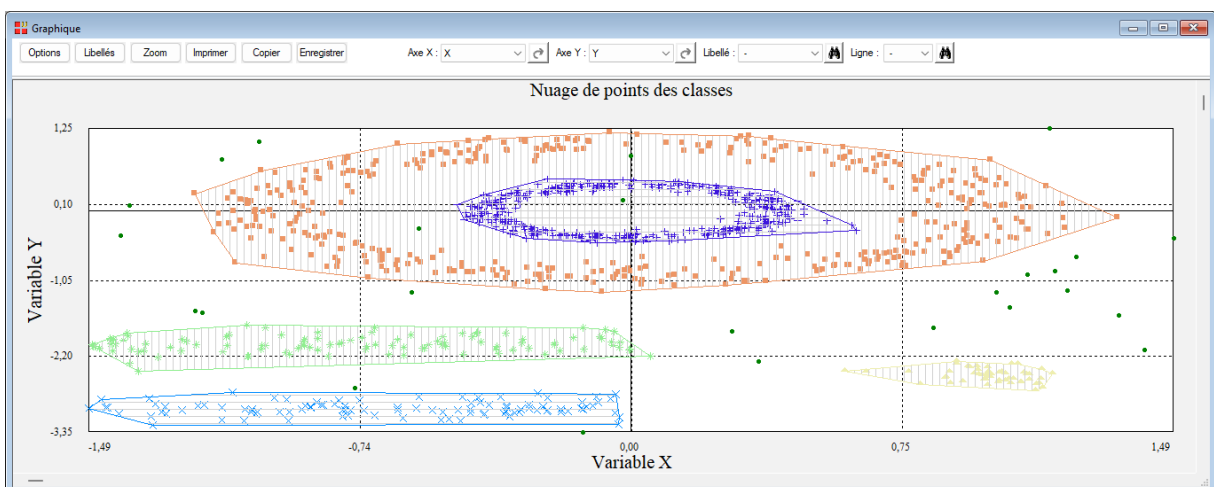 Graphique
Options Libellés Zoom Imprimer Copier Enregistrer Axe X : X Axe Y : Y Libellé : - Ligne : -
Nuage de points des classes
1,25
0,10
-1,05
-2,20
-3,35
Variable Y
-1,49 -0,74 0,00 0,75 1,49
Variable X